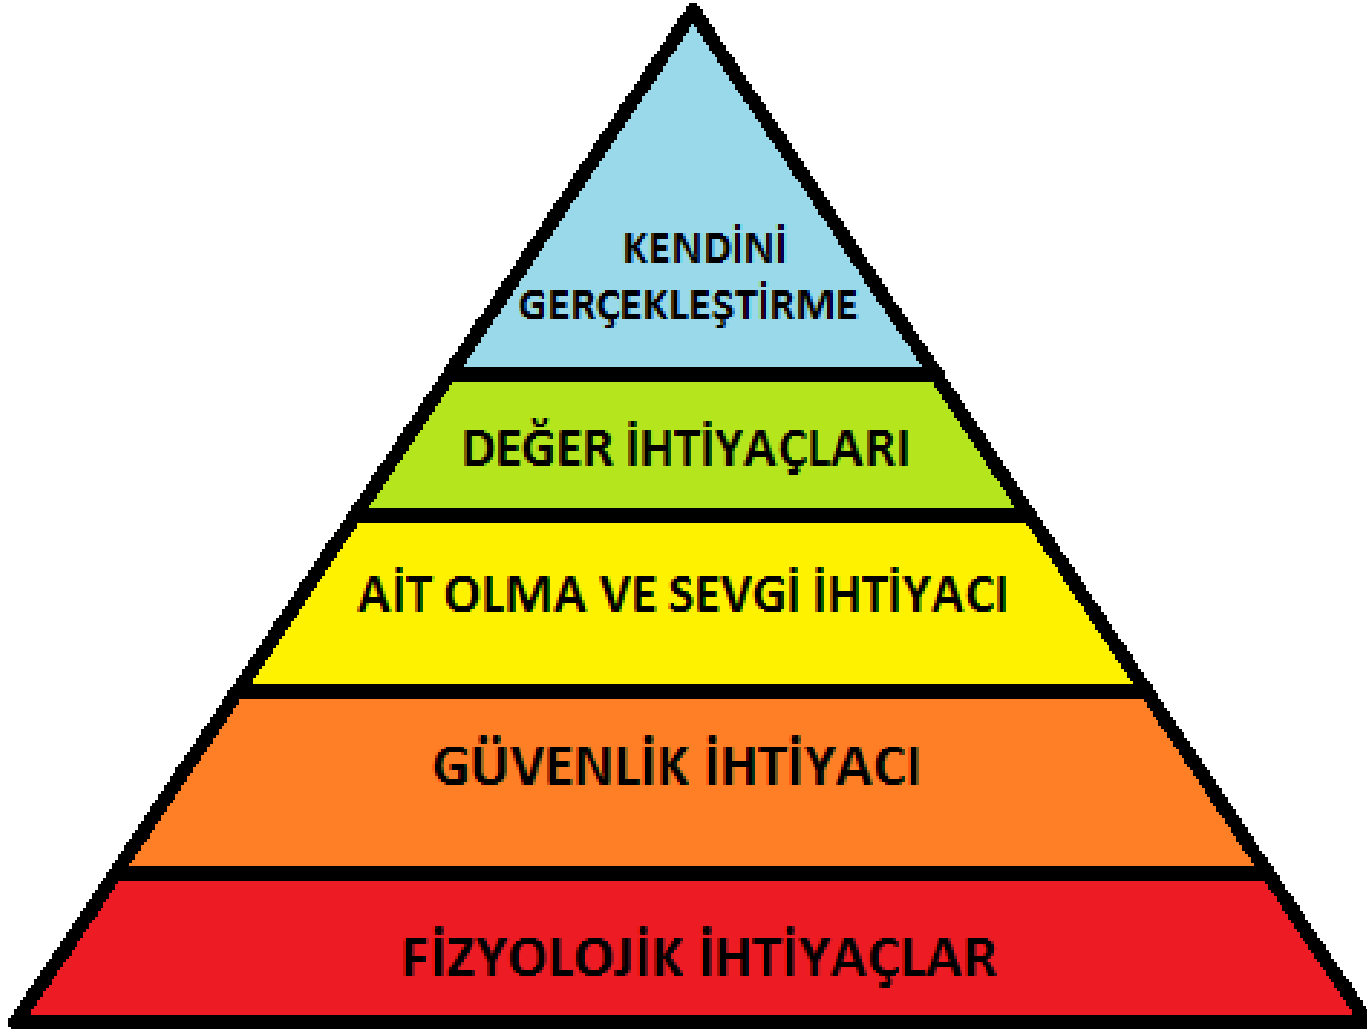 KENDİNİ
GERÇEKLEŞTİRME
DEĞER İHTİYAÇLARI
AİT OLMA VE SEVGİ İHTİYACI
GÜVENLİK İHTİYACI
FİZYOLOJİK İHTİYAÇLAR